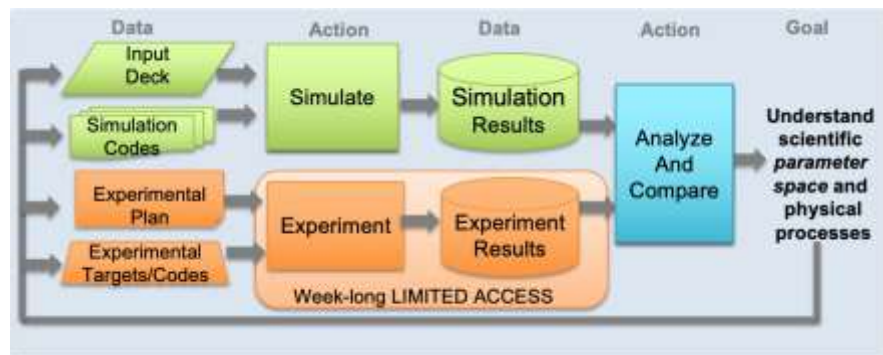 Data
Action
Data
Action
Goal
Input
Deck
Simulation
Codes
Simulate
Simulation
Results
Experimental
Plan
Experimental
Targets/Codes
Experiment
Experiment
Results
Week-long LIMITED ACCESS
Analyze
And
Compare
Understand
scientific
parameter
space and
physical
processes